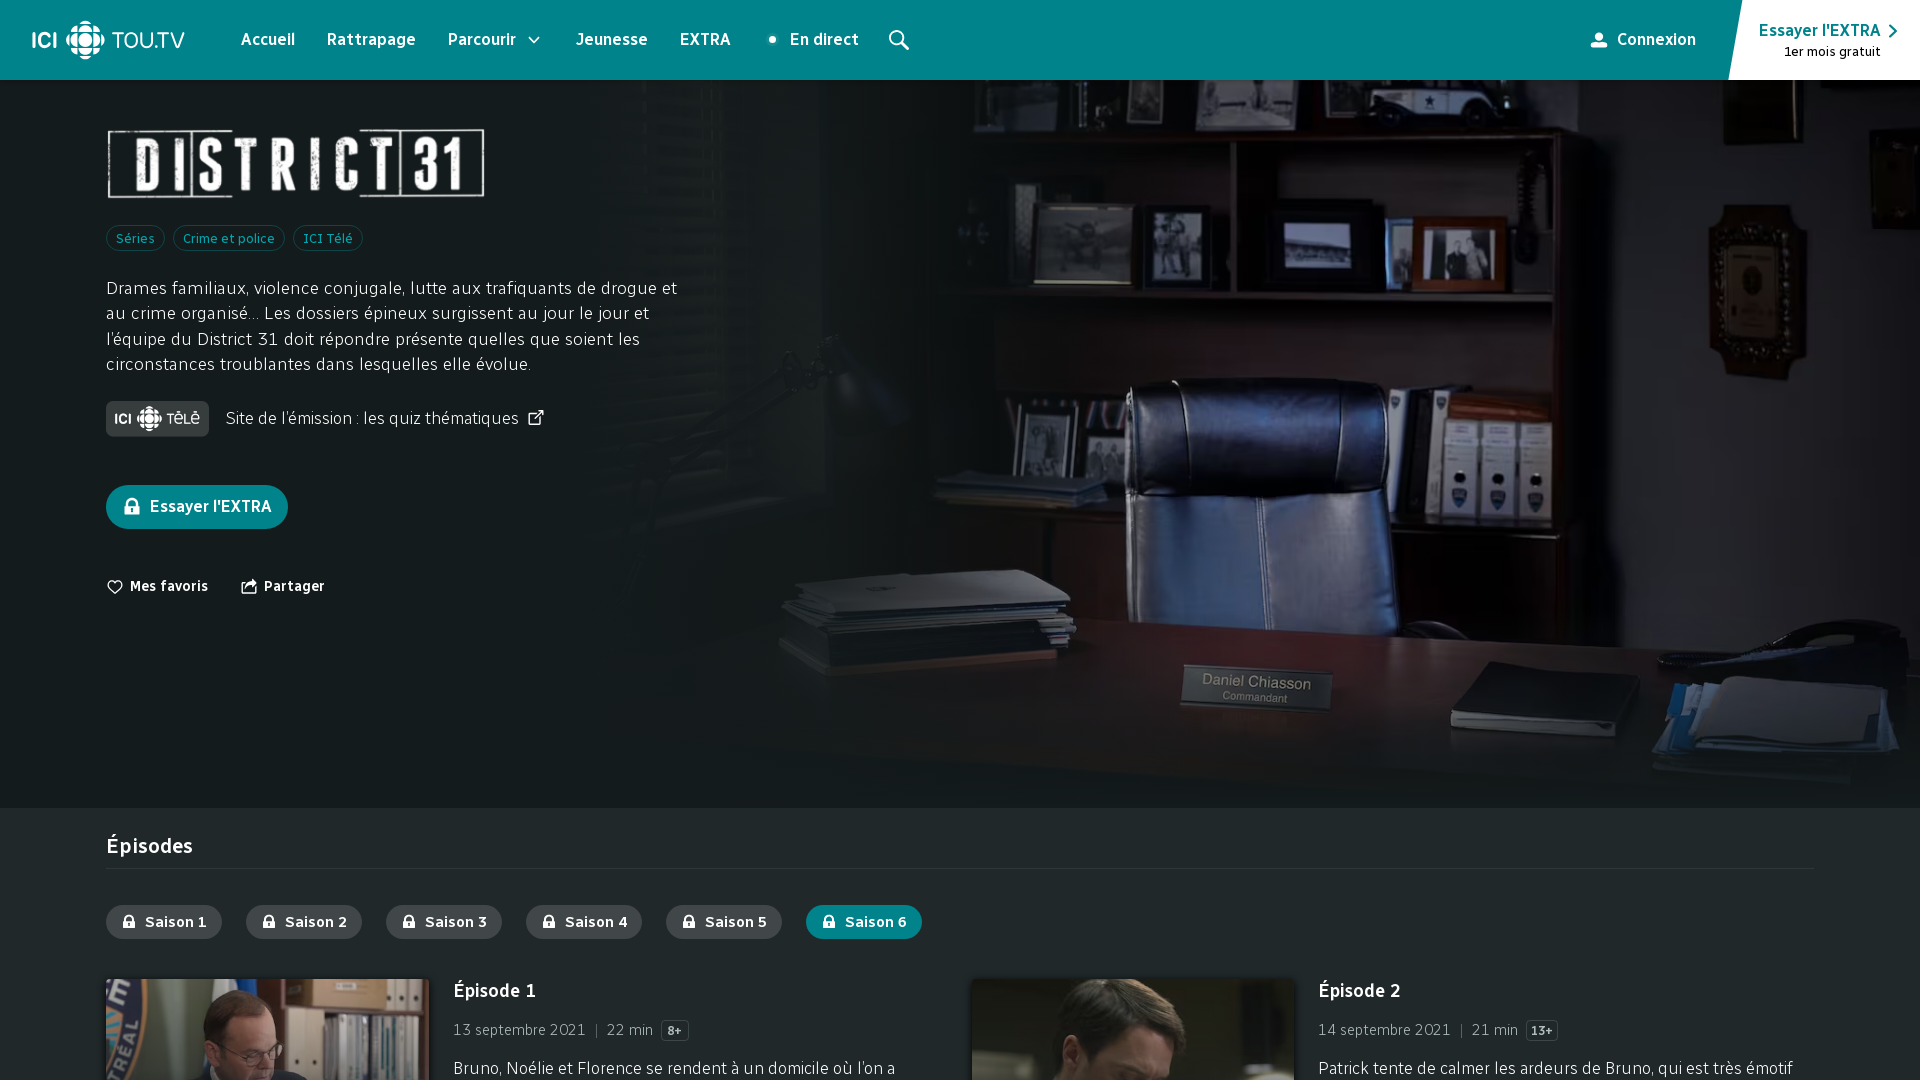 ICI TOU.TV
Accueil
Rattrapage
Parcourir
Jeunesse
EXTRA
En direct
Connexion
Essayer l'EXTRA
1er mois gratuit
DISTRICT 31
Séries
Crime et police
ICI Télé
Drames familiaux, violence conjugale, lutte aux trafiquants de drogue et
au crime organisé... Les dossiers épineux surgissent au jour le jour et
l'équipe du District 31 doit répondre présente quelles que soient les
circonstances troublantes dans lesquelles elle évolue.
ICI TÉLÉ
Site de l'émission : les quiz thématiques
Essayer l'EXTRA
Mes favoris
Partager
Daniel Chiasson
Commandant
Épisodes
Saison 1
Saison 2
Saison 3
Saison 4
Saison 5
Saison 6
Épisode 1
13 septembre 2021 | 22 min 8+
Bruno, Noélie et Florence se rendent à un domicile où l'on a
Épisode 2
14 septembre 2021 | 21 min 13+
Patrick tente de calmer les ardeurs de Bruno, qui est très émotif